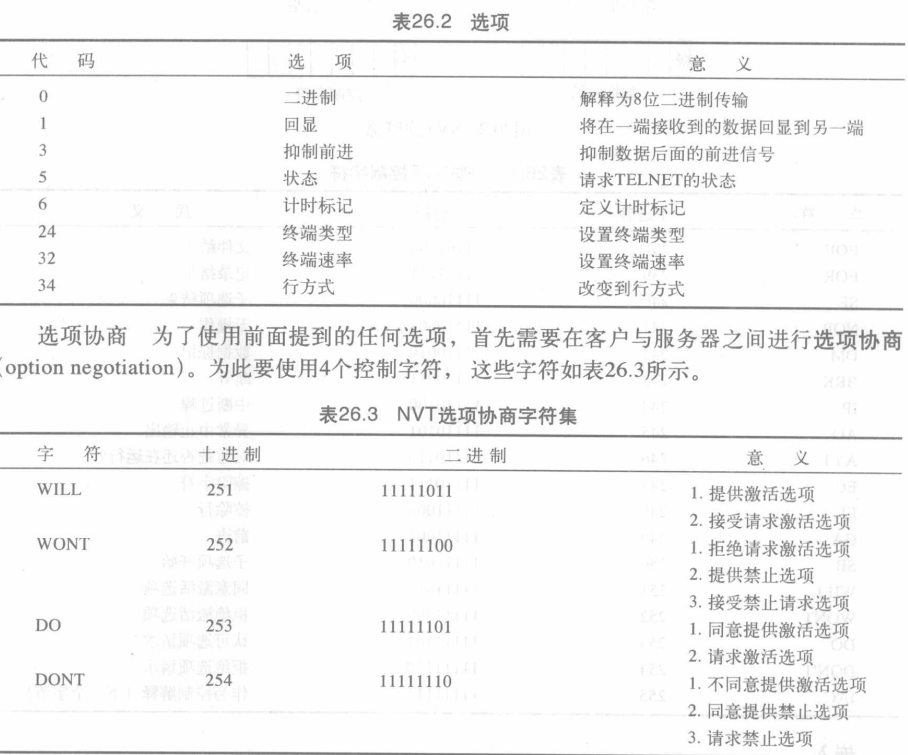 表26.2 选项
代 码 选 项 意 义
0 二进制 解释为8位二进制传输
1 回显 将在一端接收到的数据回显到另一端
3 抑制前进 抑制数据后面的前进信号
5 状态 请求TELNET的状态
6 计时标记 定义计时标记
24 终端类型 设置终端类型
32 终端速率 设置终端速率
34 行方式 改变到行方式
选项协商 为了使用前面提到的任何选项，首先需要在客户与服务器之间进行选项协商
(option negotiation)。为此要使用4个控制字符， 这些字符如表26.3所示。
表26.3 NVT选项协商字符集
字 符 十进制 二进制 意 义
WILL 251 11111011 1. 提供激活选项
2. 接受请求激活选项
WONT 252 11111100 1. 拒绝请求激活选项
2. 提供禁止选项
3. 接受禁止请求选项
DO 253 11111101 1. 同意提供激活选项
2. 请求激活选项
DONT 254 11111110 1. 不同意提供激活选项
2. 同意提供禁止选项
3. 请求禁止选项